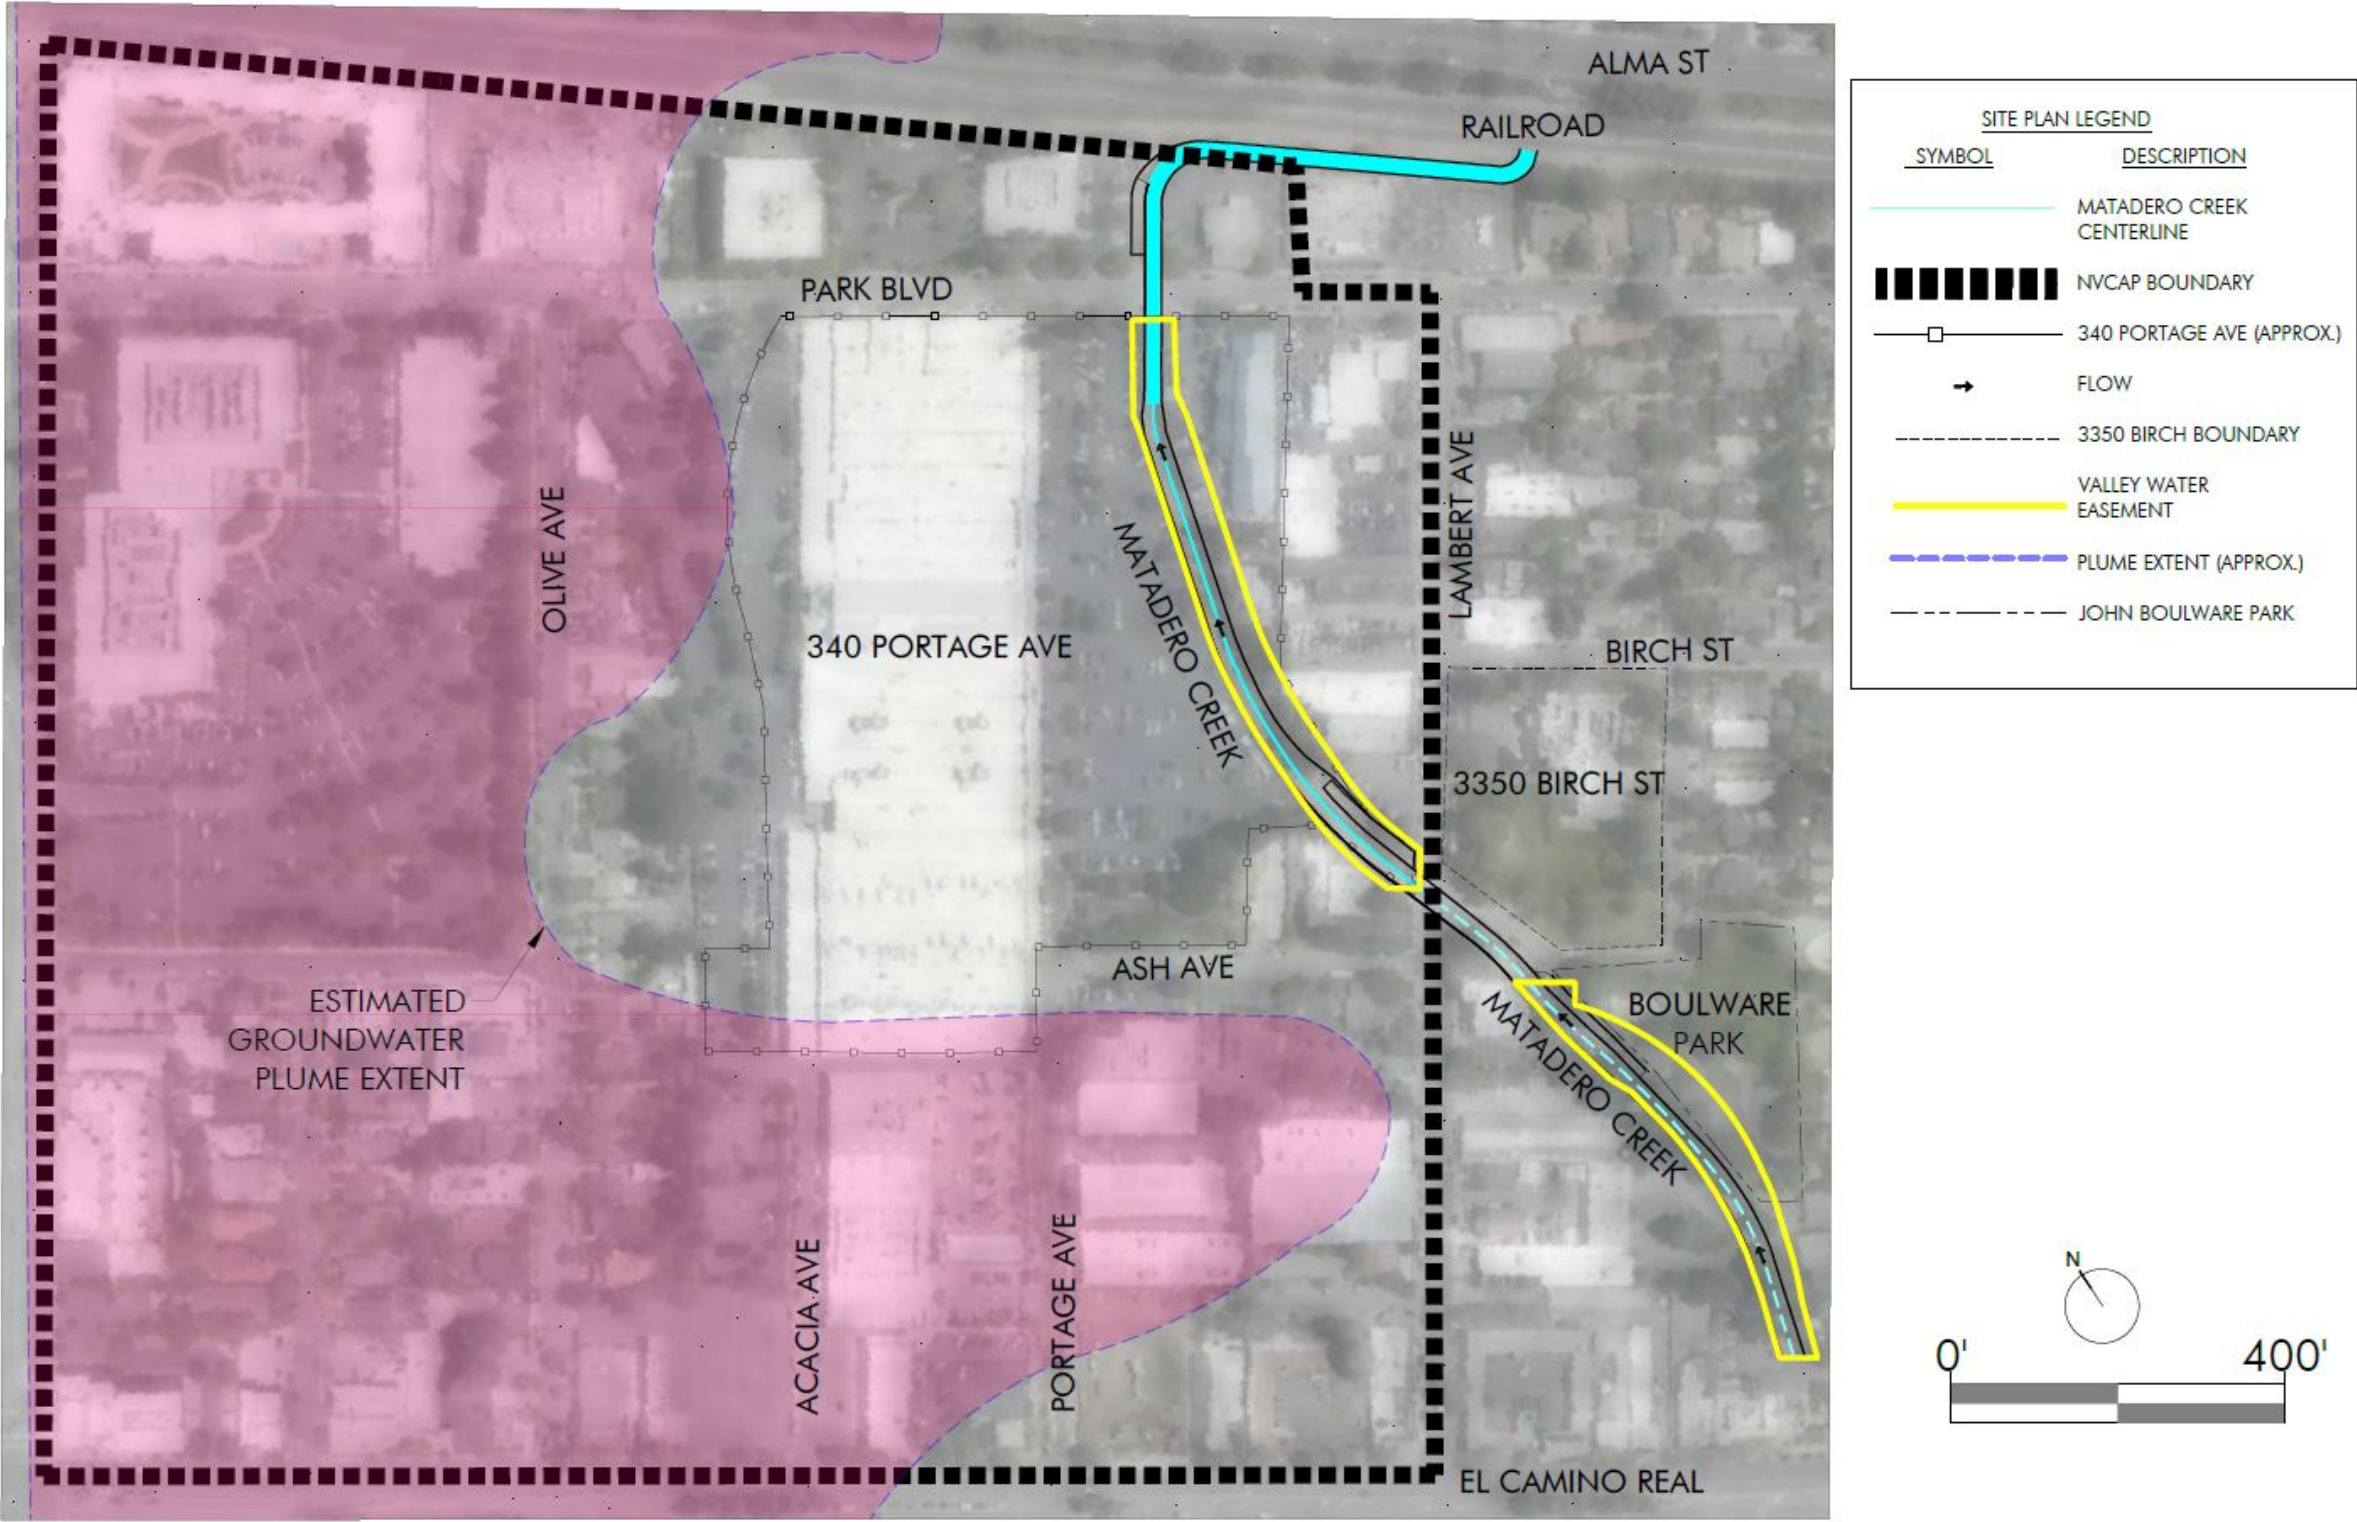 ALMA ST
RAILROAD
PARK BLVD
OLIVE AVE
MATADERO CREEK
LAMBERT AVE
340 PORTAGE AVE
BIRCH ST
3350 BIRCH ST
ASH AVE
ESTIMATED
GROUNDWATER
PLUME EXTENT
BOULWARE
PARK
MATADERO CREEK
ACACIA AVE
PORTAGE AVE
EL CAMINO REAL
SITE PLAN LEGEND
SYMBOL DESCRIPTION
MATADERO CREEK
CENTERLINE
NVCAP BOUNDARY
340 PORTAGE AVE (APPROX.)
FLOW
3350 BIRCH BOUNDARY
VALLEY WATER
EASEMENT
PLUME EXTENT (APPROX.)
JOHN BOULWARE PARK
N
0' 400'